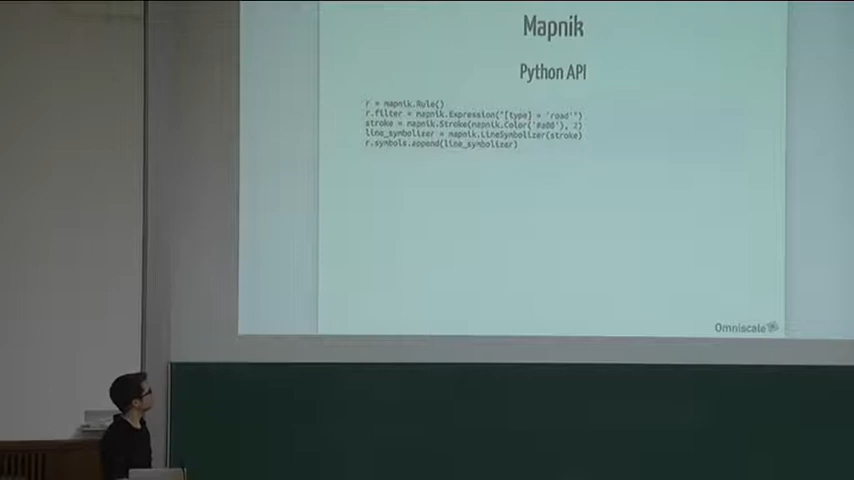 Mapnik
Python API
r = mapnik.Rule()
r.filter = mapnik.Expression("[type] = 'road'")
stroke = mapnik.Stroke(mapnik.Color('#a00'), 2)
line_symbolizer = mapnik.LineSymbolizer(stroke)
r.symbols.append(line_symbolizer)
Omniscale